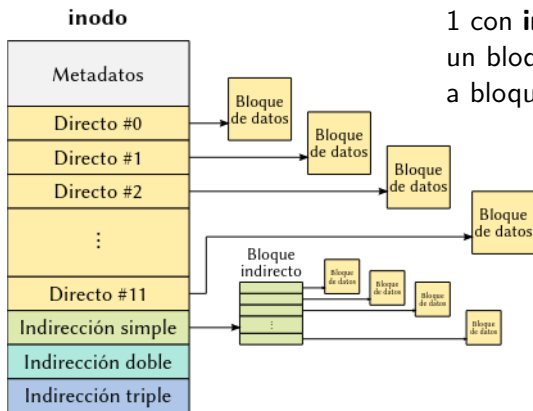 inodo
1 con in
un bloq
a bloqu
Metadatos
Directo #0
Bloque
de datos
Directo #1
Bloque
de datos
Directo #2
Bloque
de datos
⋮
Bloque
de datos
Directo #11
Indirección simple
Indirección doble
Indirección triple
Bloque
indirecto
⋮
Bloque
de datos
Bloque
de datos
Bloque
de datos
Bloque
de datos